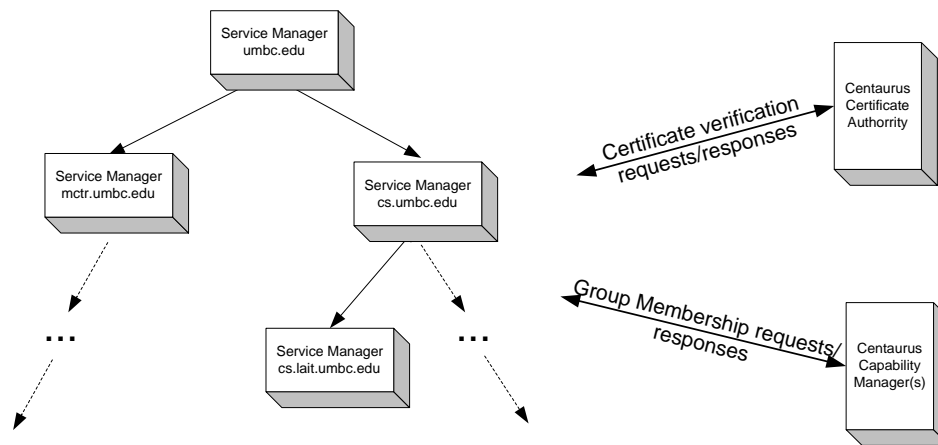 Service Manager
umbc.edu
Centaurus
Certificate
Authorrity
Certificate verification
requests/responses
Service Manager
mctr.umbc.edu
Service Manager
cs.umbc.edu
Group Membership requests/
responses
...
...
Service Manager
cs.lait.umbc.edu
Centaurus
Capability
Manager(s)